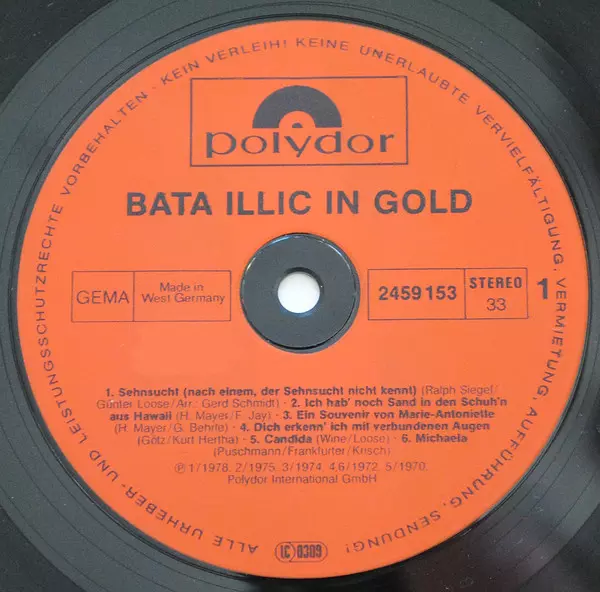 ALLE URHEBER- UND LEISTUNGSSCHUTZRECHTE VORBEHALTEN · KEIN VERLEIH! KEINE UNERLAUBTE VERVIELFÄLTIGUNG, VERMIETUNG, AUFFÜHRUNG, SENDUNG!
polydor
BATA ILLIC IN GOLD
GEMA
Made in
West Germany
2459 153
STEREO
33
1
1. Sehnsucht (nach einem, der Sehnsucht nicht kennt) (Ralph Siegel/
Günter Loose/Arr.: Gerd Schmidt) · 2. Ich hab' noch Sand in den Schuh'n
aus Hawaii (H. Mayer/F. Jay) · 3. Ein Souvenir von Marie-Antoniette
(H. Mayer/G. Behrle) · 4. Dich erkenn' ich mit verbundenen Augen
(Götz/Kurt Hertha) · 5. Candida (Wine/Loose) · 6. Michaela
(Puschmann/Frankfurter/Krisch)
℗ 1/1978. 2/1975. 3/1974. 4,6/1972. 5/1970.
Polydor International GmbH
LC 0309